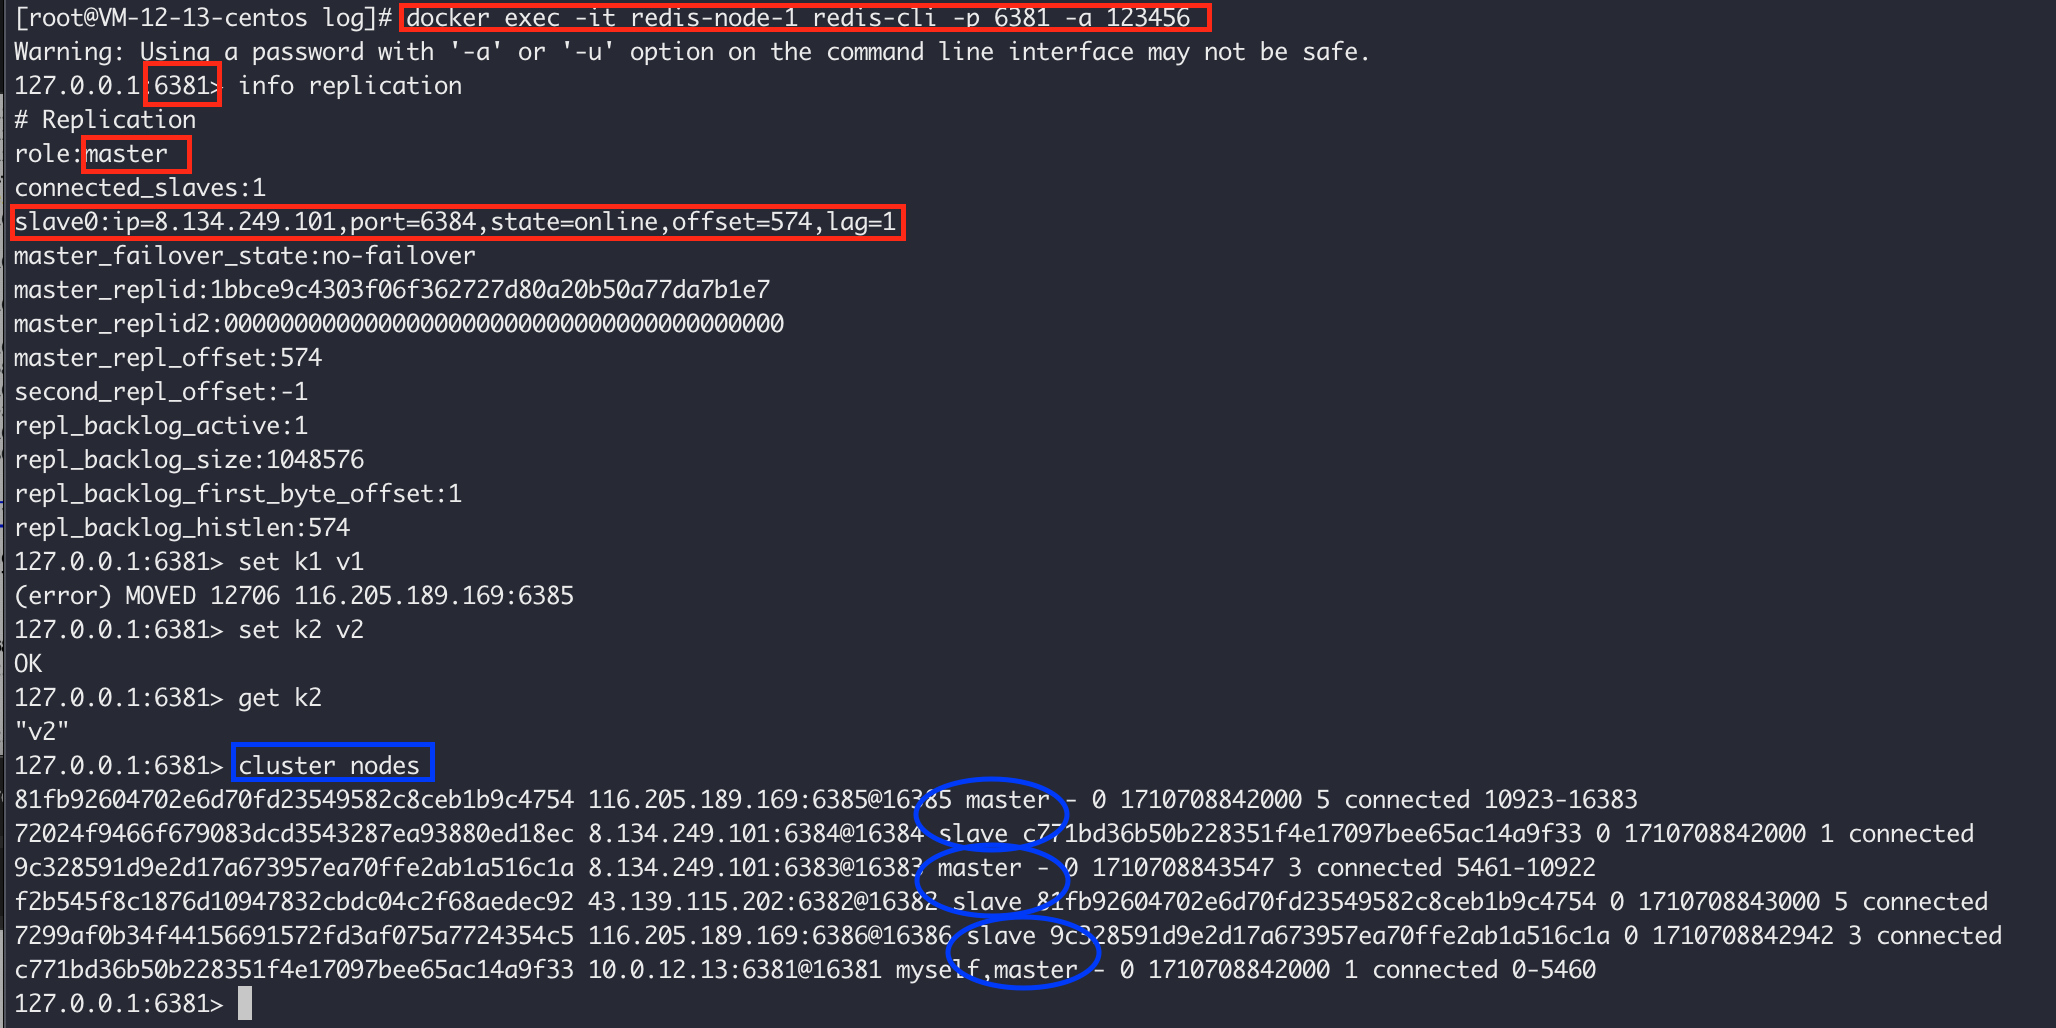 [root@VM-12-13-centos log]# docker exec -it redis-node-1 redis-cli -p 6381 -a 123456
Warning: Using a password with '-a' or '-u' option on the command line interface may not be safe.
127.0.0.1:6381> info replication
# Replication
role:master
connected_slaves:1
slave0:ip=8.134.249.101,port=6384,state=online,offset=574,lag=1
master_failover_state:no-failover
master_replid:1bbce9c4303f06f362727d80a20b50a77da7b1e7
master_replid2:0000000000000000000000000000000000000000
master_repl_offset:574
second_repl_offset:-1
repl_backlog_active:1
repl_backlog_size:1048576
repl_backlog_first_byte_offset:1
repl_backlog_histlen:574
127.0.0.1:6381> set k1 v1
(error) MOVED 12706 116.205.189.169:6385
127.0.0.1:6381> set k2 v2
OK
127.0.0.1:6381> get k2
"v2"
127.0.0.1:6381> cluster nodes
81fb92604702e6d70fd23549582c8ceb1b9c4754 116.205.189.169:6385@16385 master - 0 1710708842000 5 connected 10923-16383
72024f9466f679083dcd3543287ea93880ed18ec 8.134.249.101:6384@16384 slave c771bd36b50b228351f4e17097bee65ac14a9f33 0 1710708842000 1 connected
9c328591d9e2d17a673957ea70ffe2ab1a516c1a 8.134.249.101:6383@16383 master - 0 1710708843547 3 connected 5461-10922
f2b545f8c1876d10947832cbdc04c2f68aedec92 43.139.115.202:6382@16382 slave 81fb92604702e6d70fd23549582c8ceb1b9c4754 0 1710708843000 5 connected
7299af0b34f44156691572fd3af075a7724354c5 116.205.189.169:6386@16386 slave 9c328591d9e2d17a673957ea70ffe2ab1a516c1a 0 1710708842942 3 connected
c771bd36b50b228351f4e17097bee65ac14a9f33 10.0.12.13:6381@16381 myself,master - 0 1710708842000 1 connected 0-5460
127.0.0.1:6381>